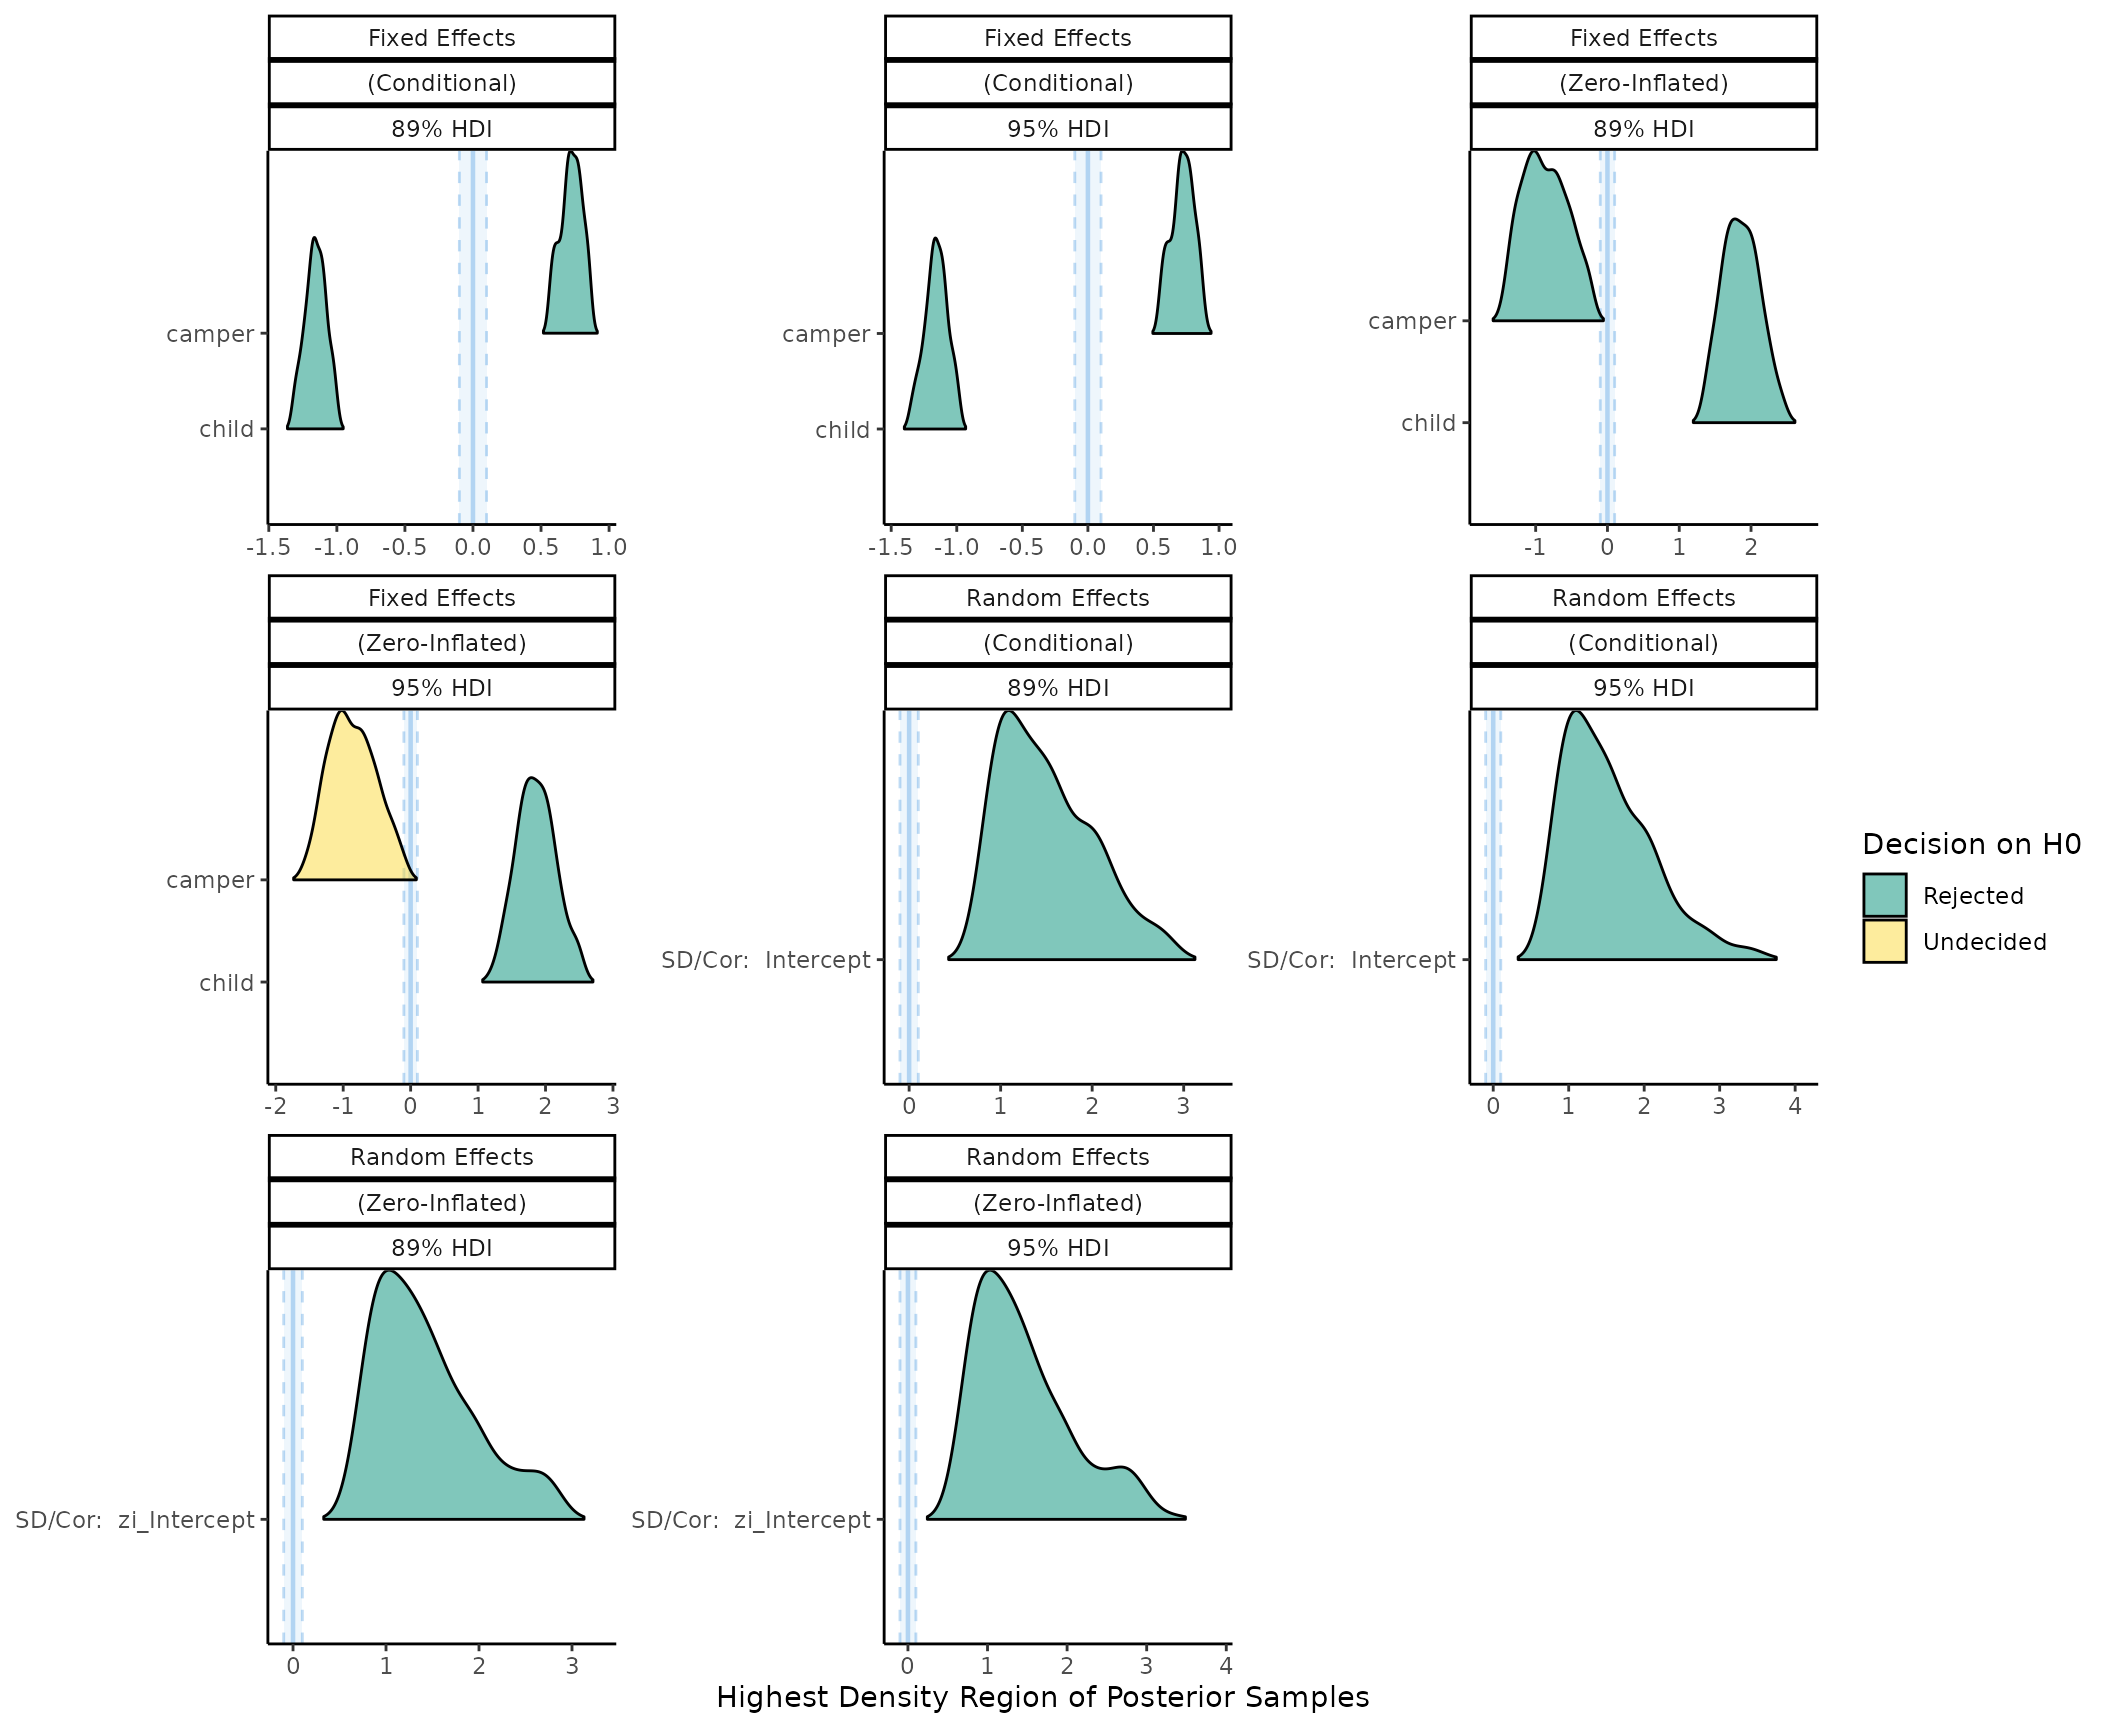 Fixed Effects
(Conditional)
89% HDI
camper
child
-1.5 -1.0 -0.5 0.0 0.5 1.0
Fixed Effects
(Conditional)
95% HDI
camper
child
-1.5 -1.0 -0.5 0.0 0.5 1.0
Fixed Effects
(Zero-Inflated)
89% HDI
camper
child
-1 0 1 2
Fixed Effects
(Zero-Inflated)
95% HDI
camper
child
-2 -1 0 1 2 3
Random Effects
(Conditional)
89% HDI
SD/Cor: Intercept
0 1 2 3
Random Effects
(Conditional)
95% HDI
SD/Cor: Intercept
0 1 2 3 4
Random Effects
(Zero-Inflated)
89% HDI
SD/Cor: zi_Intercept
0 1 2 3
Random Effects
(Zero-Inflated)
95% HDI
SD/Cor: zi_Intercept
0 1 2 3 4
Highest Density Region of Posterior Samples
Decision on H0
Rejected
Undecided